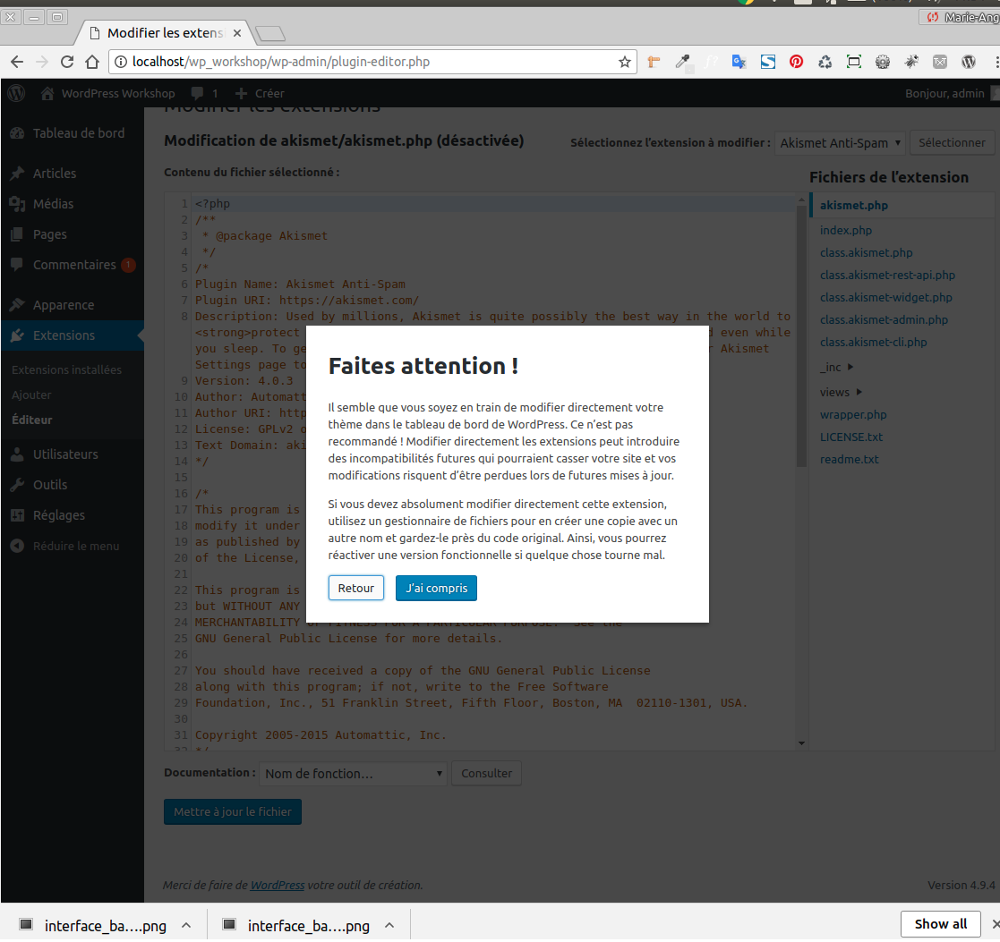 Marie-Ang
Modifier les extens
localhost/wp_workshop/wp-admin/plugin-editor.php
WordPress Workshop 1 Créer
Bonjour, admin
Modifier les extensions
Tableau de bord
Articles
Médias
Pages
Commentaires 1
Apparence
Extensions
Extensions installées
Ajouter
Éditeur
Utilisateurs
Outils
Réglages
Réduire le menu
Modification de akismet/akismet.php (désactivée)
Sélectionnez l’extension à modifier : Akismet Anti-Spam Sélectionner
Contenu du fichier sélectionné :
1 <?php
2 /**
3 * @package Akismet
4 */
5 /*
6 Plugin Name: Akismet Anti-Spam
7 Plugin URI: https://akismet.com/
8 Description: Used by millions, Akismet is quite possibly the best way in the world to
<strong>protect d even while
you sleep. To ge r Akismet
Settings page to
9 Version: 4.0.3
10 Author: Automatt
11 Author URI: http
12 License: GPLv2 o
13 Text Domain: aki
14 */
15
16 /*
17 This program is
18 modify it under
19 as published by
20 of the License,
21
22 This program is
23 but WITHOUT ANY
24 MERCHANTABILITY or FITNESS FOR A PARTICULAR PURPOSE. See the
25 GNU General Public License for more details.
26
27 You should have received a copy of the GNU General Public License
28 along with this program; if not, write to the Free Software
29 Foundation, Inc., 51 Franklin Street, Fifth Floor, Boston, MA 02110-1301, USA.
30
31 Copyright 2005-2015 Automattic, Inc.
32 */
Faites attention !
Il semble que vous soyez en train de modifier directement votre
thème dans le tableau de bord de WordPress. Ce n’est pas
recommandé ! Modifier directement les extensions peut introduire
des incompatibilités futures qui pourraient casser votre site et vos
modifications risquent d’être perdues lors de futures mises à jour.
Si vous devez absolument modifier directement cette extension,
utilisez un gestionnaire de fichiers pour en créer une copie avec un
autre nom et gardez-le près du code original. Ainsi, vous pourrez
réactiver une version fonctionnelle si quelque chose tourne mal.
Retour J’ai compris
Fichiers de l’extension
akismet.php
index.php
class.akismet.php
class.akismet-rest-api.php
class.akismet-widget.php
class.akismet-admin.php
class.akismet-cli.php
_inc
views
wrapper.php
LICENSE.txt
readme.txt
Documentation : Nom de fonction… Consulter
Mettre à jour le fichier
Merci de faire de WordPress votre outil de création.
Version 4.9.4
interface_ba….png
interface_ba….png
Show all